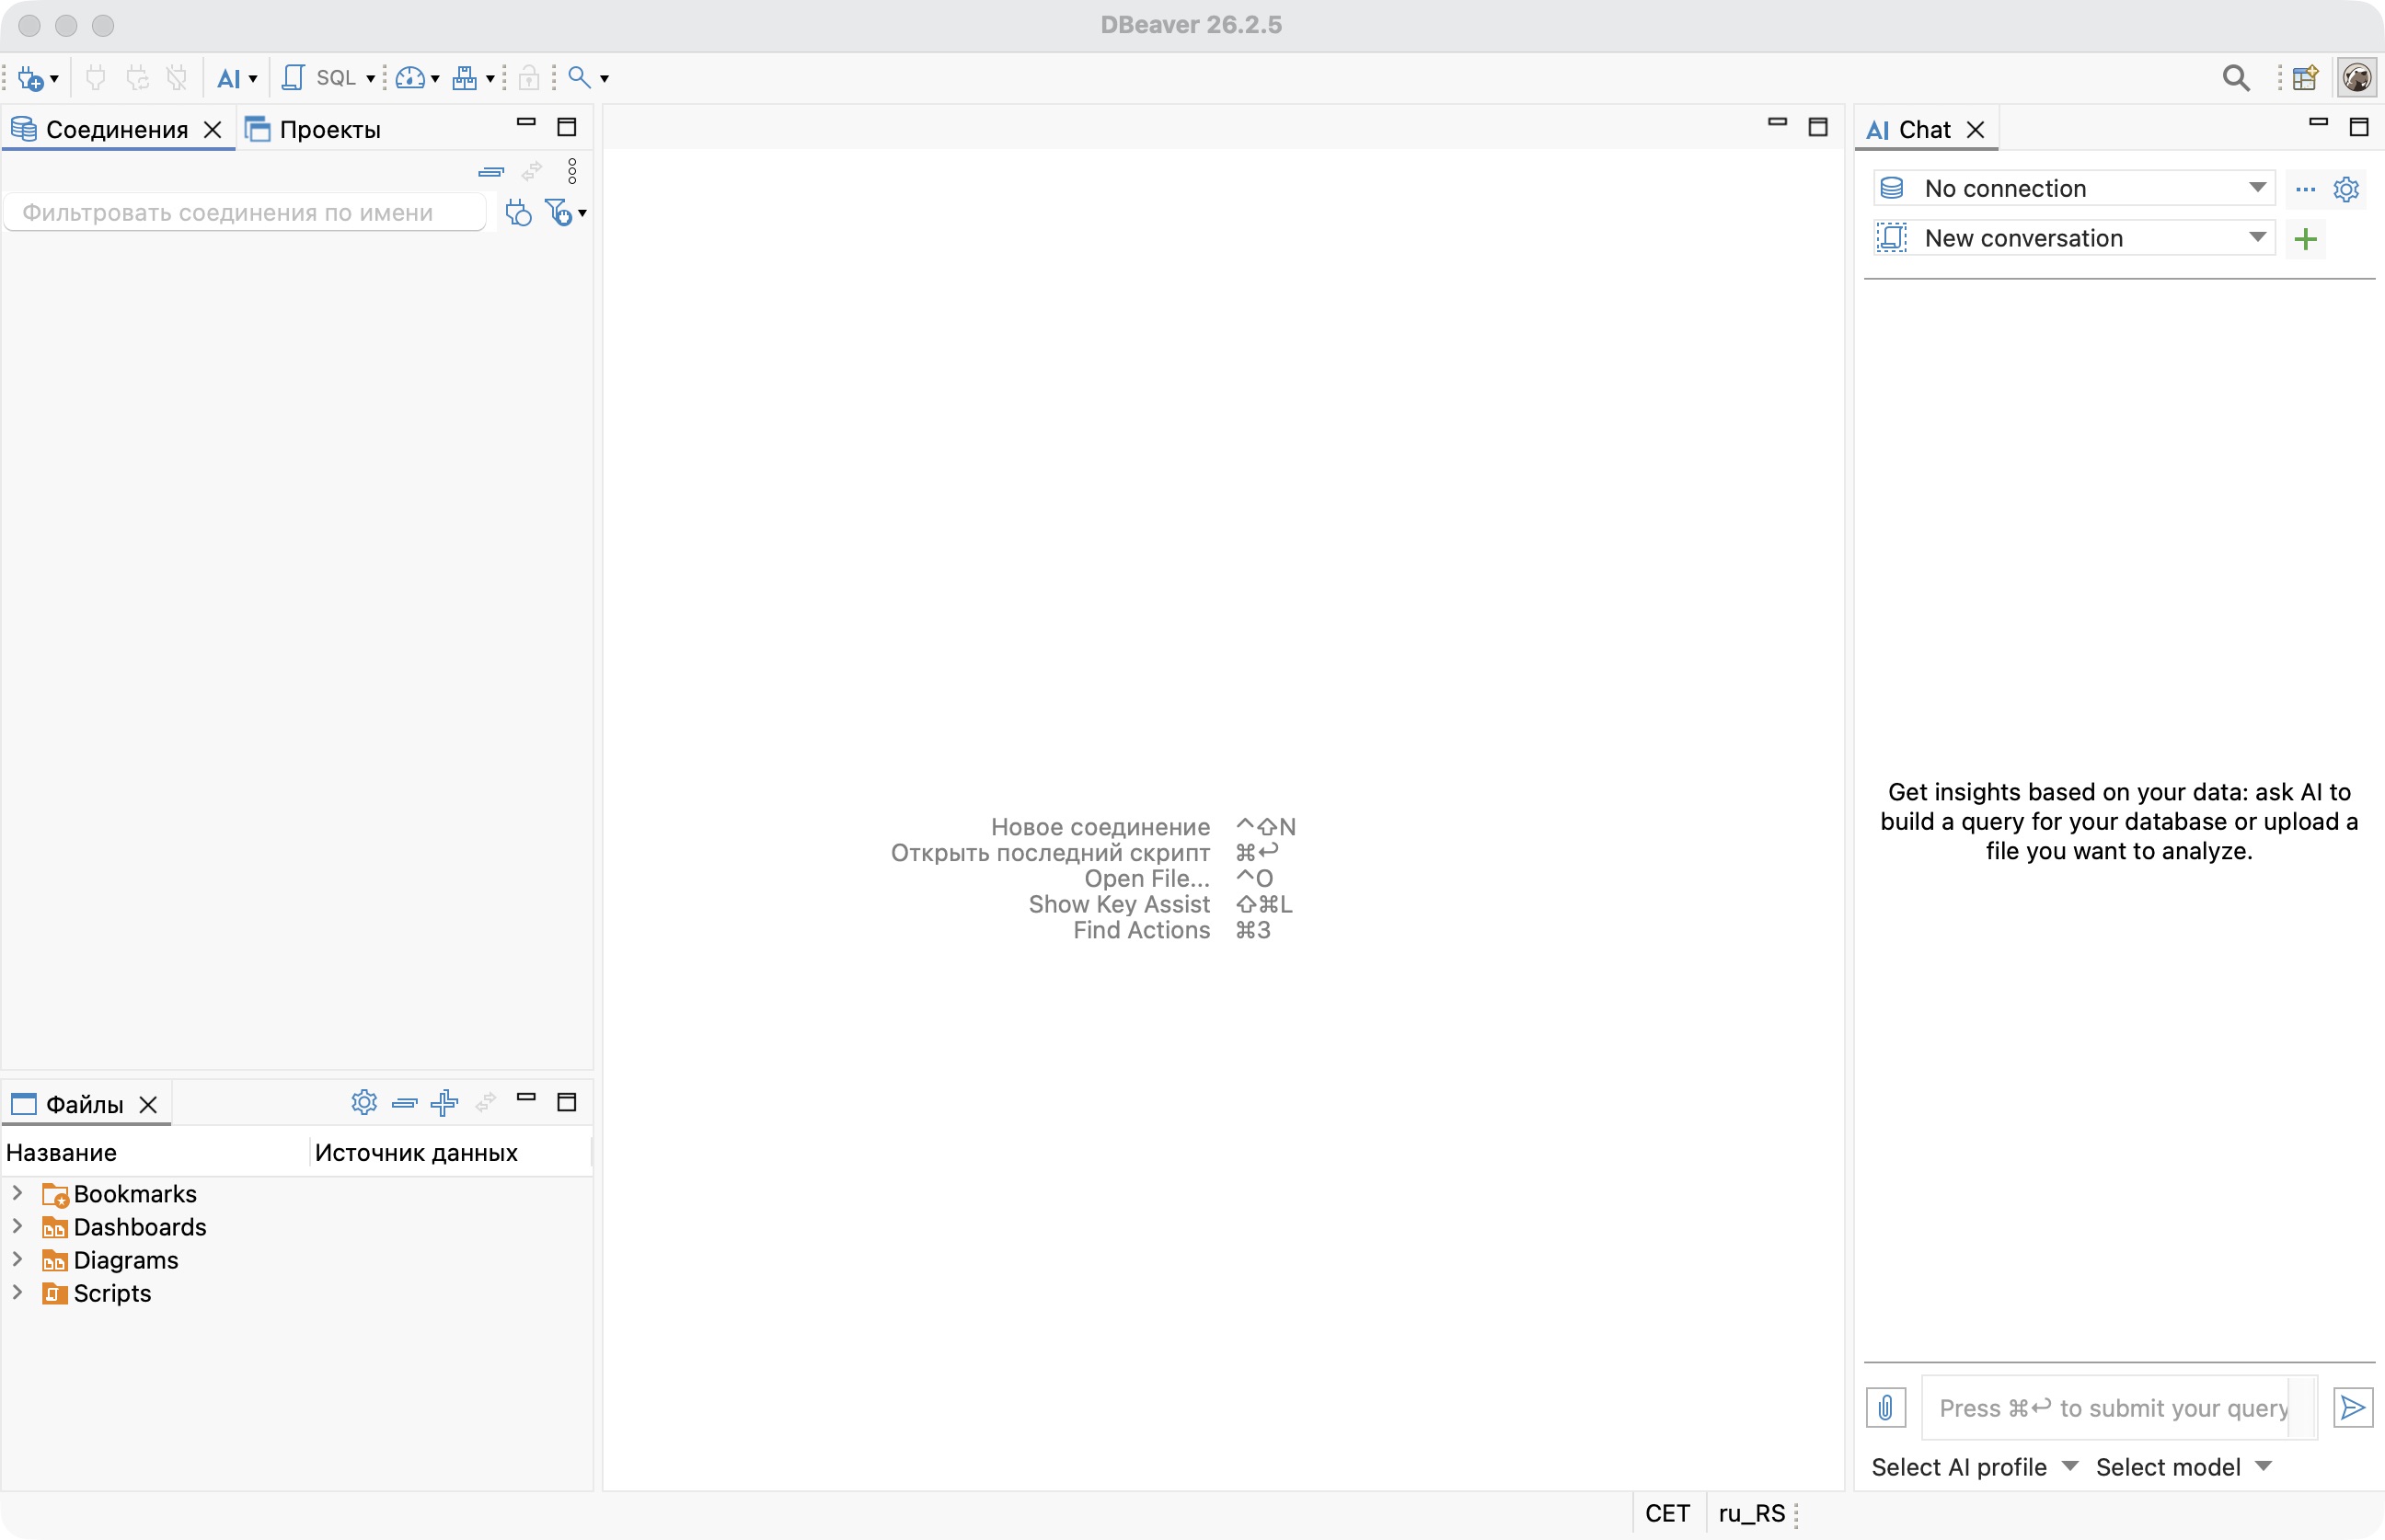 DBeaver 26.2.5
AI
SQL
Соединения
Проекты
Фильтровать соединения по имени
Новое соединение ^⇧N
Открыть последний скрипт ⌘↩
Open File... ^O
Show Key Assist ⇧⌘L
Find Actions ⌘3
Файлы
Название
Источник данных
Bookmarks
Dashboards
Diagrams
Scripts
AI Chat
No connection
New conversation
Get insights based on your data: ask AI to
build a query for your database or upload a
file you want to analyze.
Press ⌘↩ to submit your query
Select AI profile
Select model
CET
ru_RS